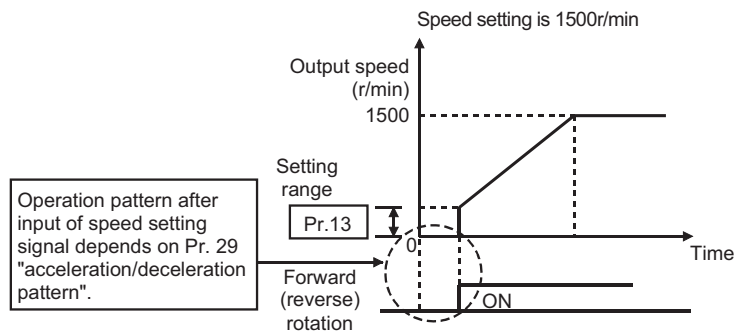 Speed setting is 1500r/min
Output speed
(r/min)
1500
Setting
range
Pr.13
0
Time
Operation pattern after
input of speed setting
signal depends on Pr. 29
"acceleration/deceleration
pattern".
Forward
(reverse)
rotation
ON